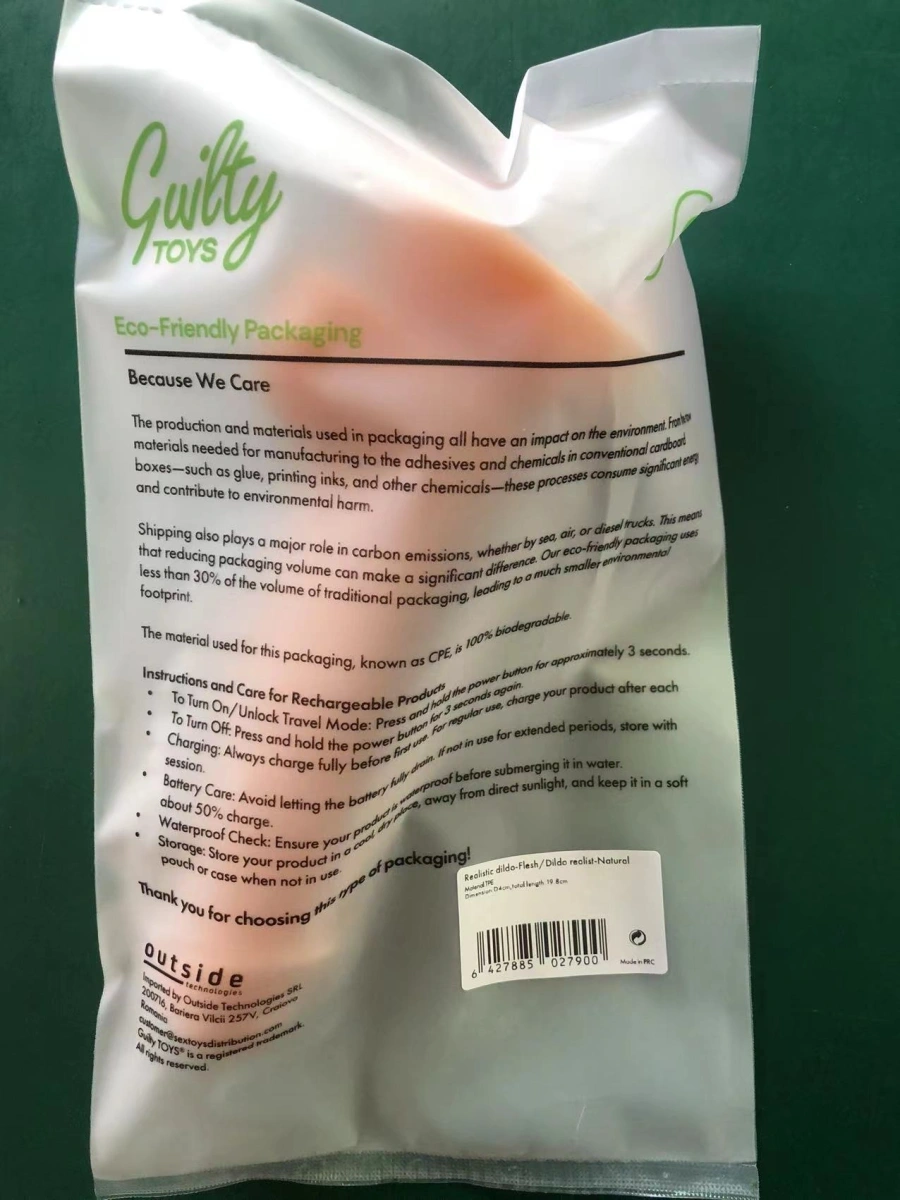 Guilty
TOYS
Eco-Friendly Packaging
Because We Care
The production and materials used in packaging all have an impact on the environment. From
materials needed for manufacturing to the adhesives and chemicals in conventional cardboard
boxes—such as glue, printing inks, and other chemicals—these processes consume significant energy
and contribute to environmental harm.
Shipping also plays a major role in carbon emissions, whether by sea, air, or diesel trucks. This means
that reducing packaging volume can make a significant difference. Our eco-friendly packaging uses
less than 30% of the volume of traditional packaging, leading to a much smaller environmental
footprint.
The material used for this packaging, known as CPE, is 100% biodegradable.
Instructions and Care for Rechargeable Products
• To Turn On/Unlock Travel Mode: Press and hold the power button for approximately 3 seconds.
• To Turn Off: Press and hold the power button for 3 seconds again.
• Charging: Always charge fully before first use. For regular use, charge your product after each
session.
• Battery Care: Avoid letting the battery fully drain. If not in use for extended periods, store with
about 50% charge.
• Waterproof Check: Ensure your product is waterproof before submerging it in water.
• Storage: Store your product in a cool, dry place, away from direct sunlight, and keep it in a soft
pouch or case when not in use.
Thank you for choosing this type of packaging!
outside
technologies
Imported by Outside Technologies SRL
200716, Bariera Vilcii 257V, Craiova
Romania
customer@sextoysdistribution.com
Guilty TOYS® is a registered trademark.
All rights reserved.
Realistic dildo-Flesh/Dildo realist-Natural
Material TPE
Dimension D4cm, total length 19.8cm
6 427885 027900
Made in PRC